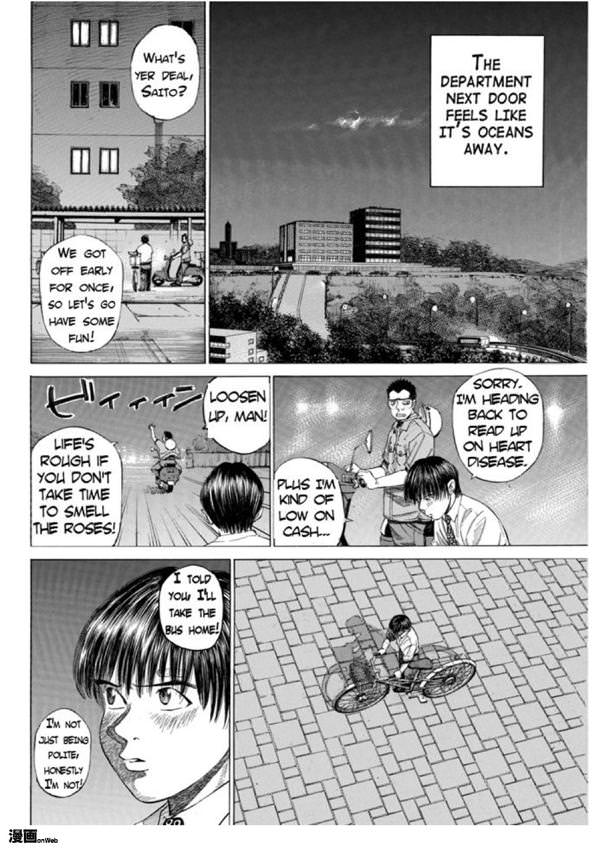 THE
DEPARTMENT
NEXT DOOR
FEELS LIKE
IT'S OCEANS
AWAY.
WHAT'S
YER DEAL,
SAITO?
WE GOT
OFF EARLY
FOR ONCE,
SO LET'S GO
HAVE SOME
FUN!
SORRY.
I'M HEADING
BACK TO
READ UP
ON HEART
DISEASE.
PLUS I'M
KIND OF
LOW ON
CASH...
LOOSEN
UP, MAN!
ビィィィン
LIFE'S
ROUGH IF
YOU DON'T
TAKE TIME
TO SMELL
THE ROSES!
I TOLD
YOU, I'LL
TAKE THE
BUS HOME!
I'M NOT
JUST BEING
POLITE,
HONESTLY
I'M NOT!
漫画onWeb